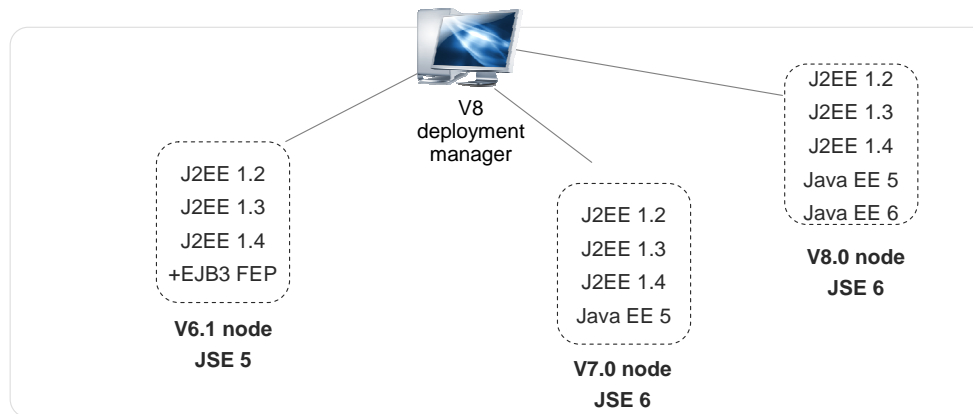 V8
deployment
manager
J2EE 1.2
J2EE 1.3
J2EE 1.4
+EJB3 FEP
V6.1 node
JSE 5
J2EE 1.2
J2EE 1.3
J2EE 1.4
Java EE 5
V7.0 node
JSE 6
J2EE 1.2
J2EE 1.3
J2EE 1.4
Java EE 5
Java EE 6
V8.0 node
JSE 6